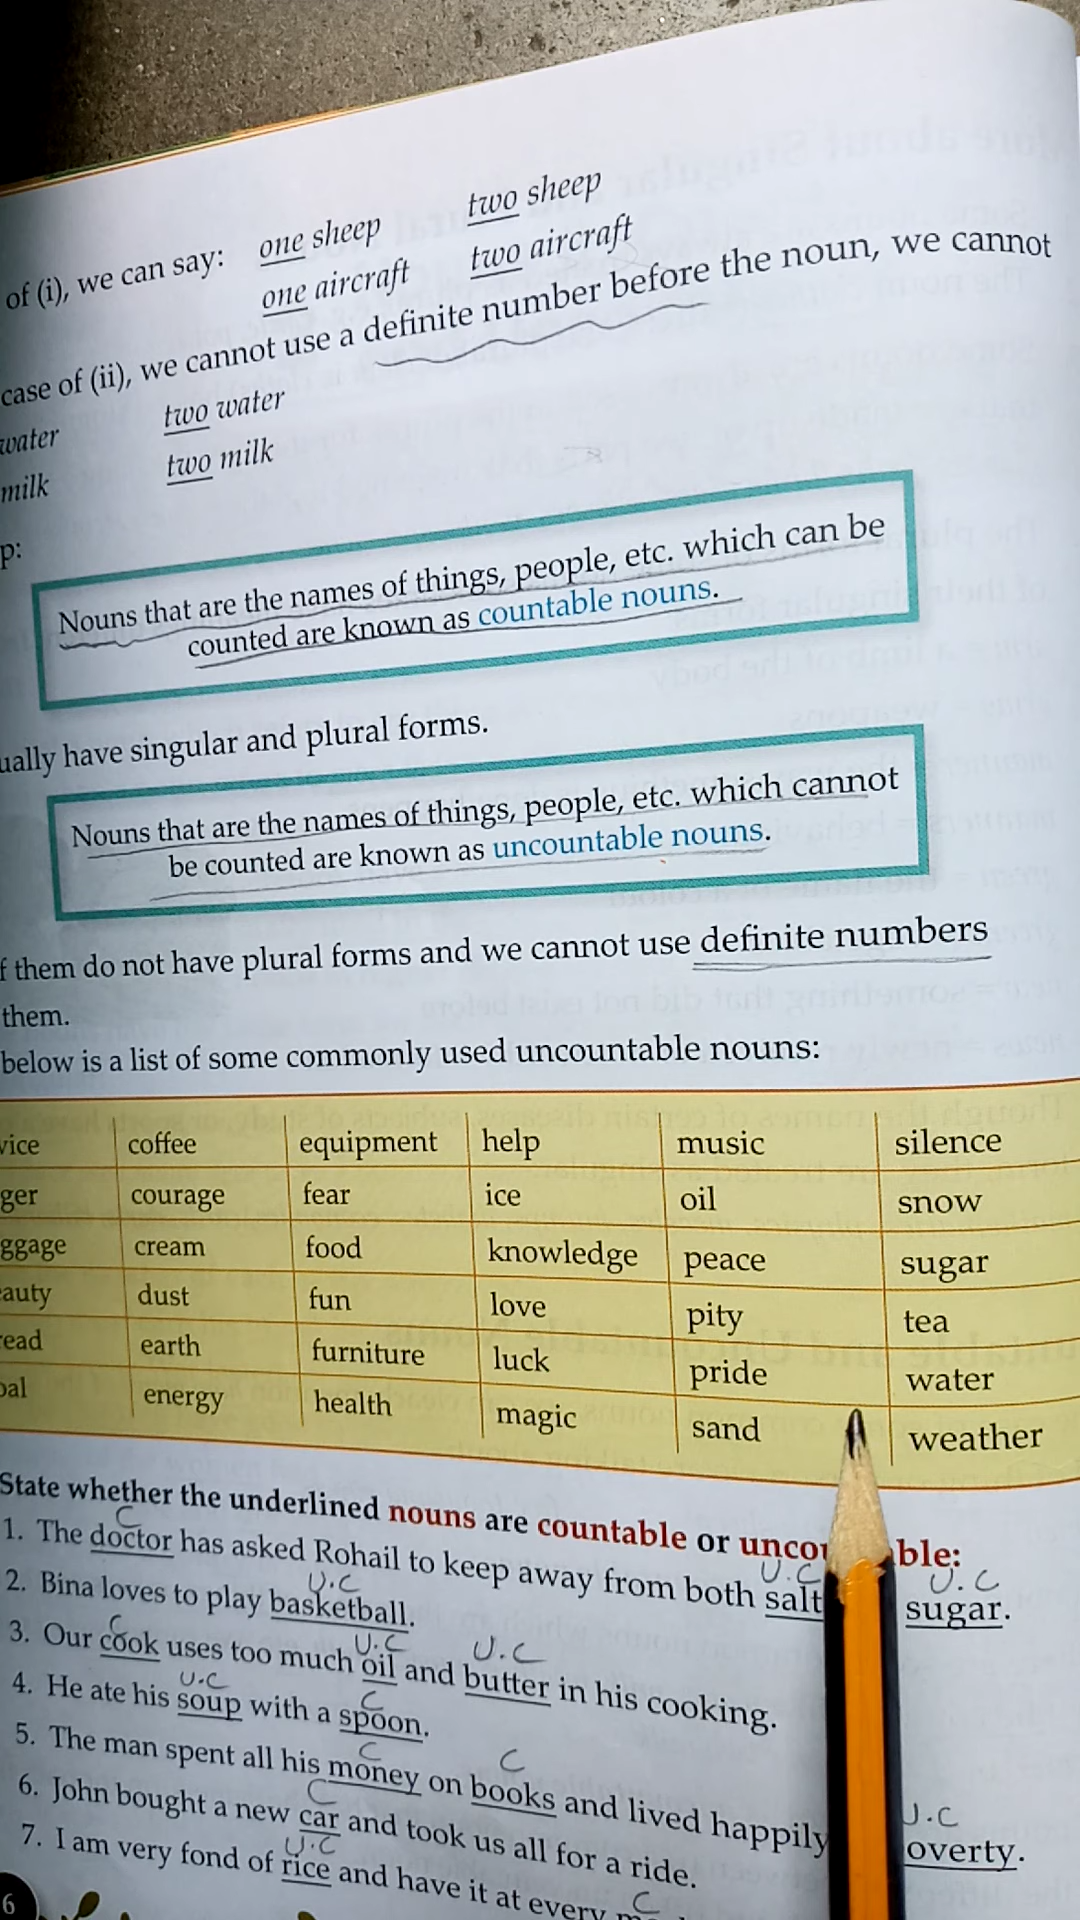 of (i), we can say: one sheep two sheep
one aircraft two aircraft
case of (ii), we cannot use a definite number before the noun, we cannot
water two water
milk two milk
Nouns that are the names of things, people, etc. which can be
counted are known as countable nouns.
have singular and plural forms.
Nouns that are the names of things, people, etc. which cannot
be counted are known as uncountable nouns.
them do not have plural forms and we cannot use definite numbers
them.
below is a list of some commonly used uncountable nouns:
coffee equipment help music silence
courage fear ice oil snow
cream food knowledge peace sugar
dust fun love pity tea
earth furniture luck pride water
energy health magic sand weather
State whether the underlined nouns are countable or
C
1. The doctor has asked Rohail to keep away from both salt sugar.
U.C U.C
2. Bina loves to play basketball.
U.C
3. Our cook uses too much oil and butter in his cooking.
C U.C U.C
4. He ate his soup with a spoon.
U.C C
5. The man spent all his money on books and lived happily
C C U.C
6. John bought a new car and took us all for a ride.
C
7. I am very fond of rice and have it at every
U.C C
6